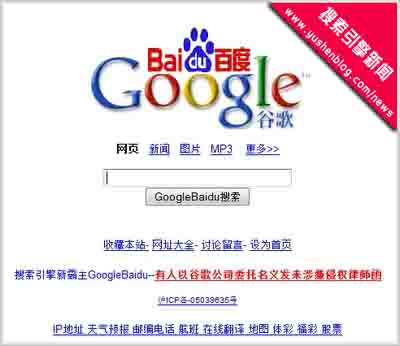 搜索引擎新闻
www.yushenblog.com/news
Bai du 百度
Google™
谷歌
网页 新闻 图片 MP3 更多>>
GoogleBaidu搜索
收藏本站- 网址大全- 讨论留言- 设为首页
搜索引擎新霸主GoogleBaidu--有人以谷歌公司委托名义发来涉嫌侵权律师函
沪ICP备-05039635号
IP地址 天气预报 邮编电话 航班 在线翻译 地图 体彩 福彩 股票